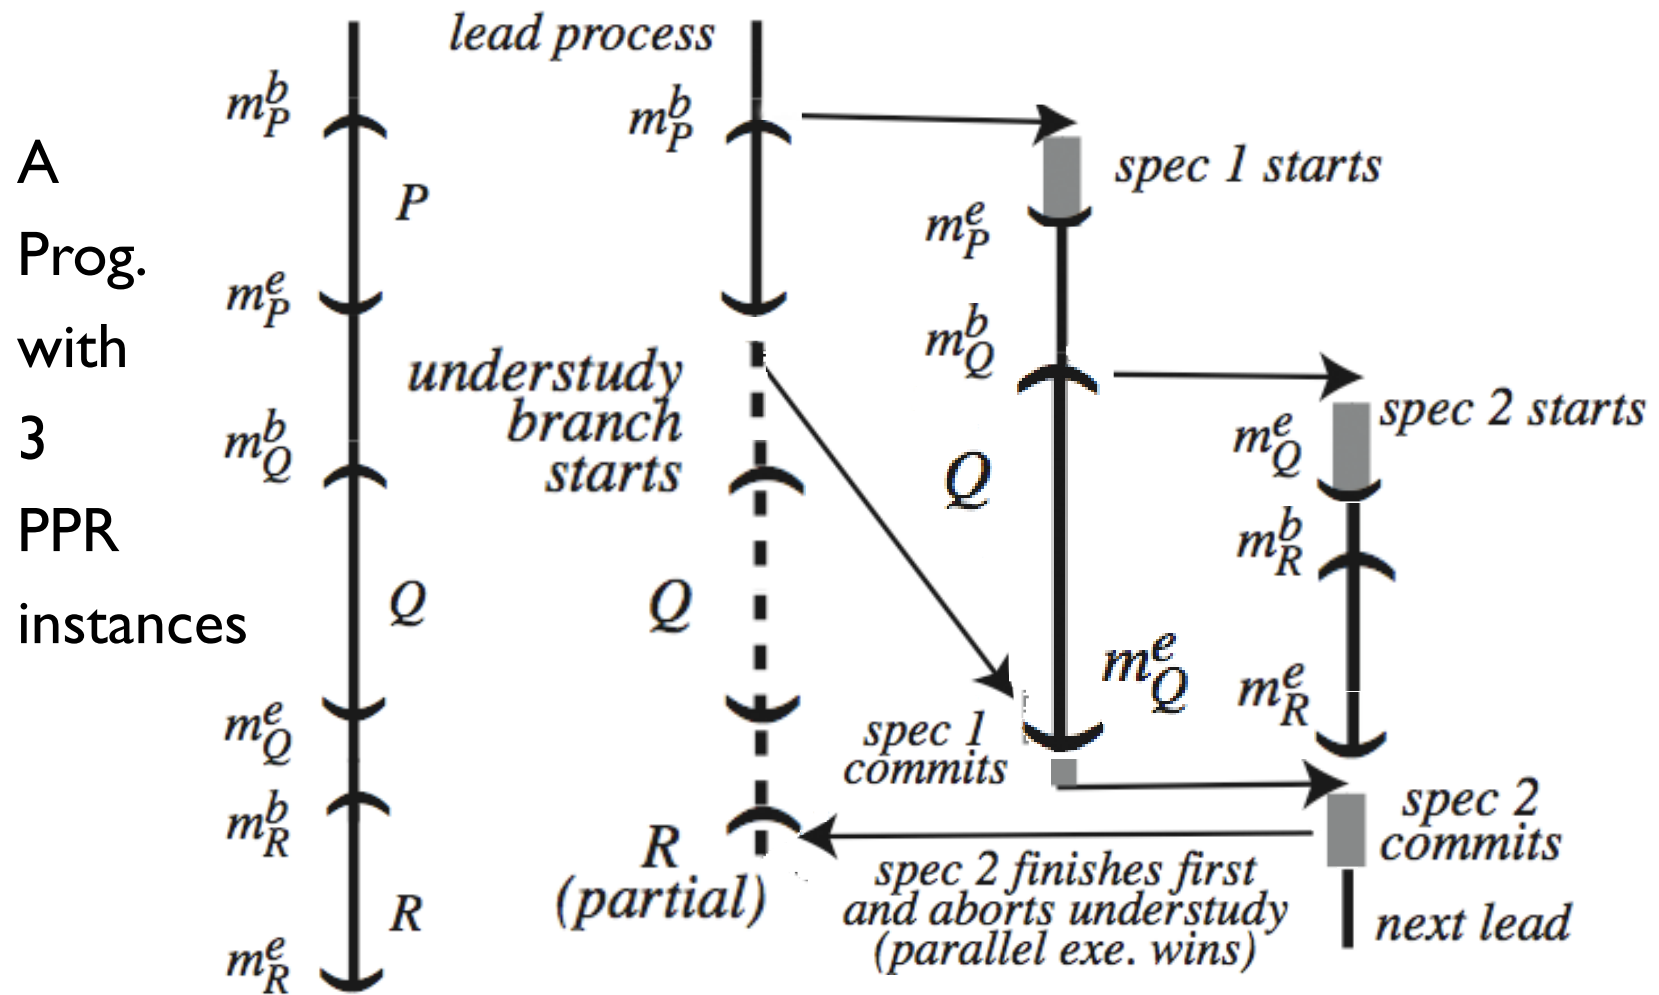 A
Prog.
with
3
PPR
instances
m_P^b
P
m_P^e
m_Q^b
Q
m_Q^e
m_R^b
R
m_R^e
lead process
m_P^b
understudy
branch
starts
Q
R
(partial)
spec 1 starts
m_P^e
m_Q^b
Q
m_Q^e
spec 1
commits
spec 2 starts
m_Q^e
m_R^b
m_R^e
spec 2
commits
spec 2 finishes first
and aborts understudy
(parallel exe. wins)
next lead